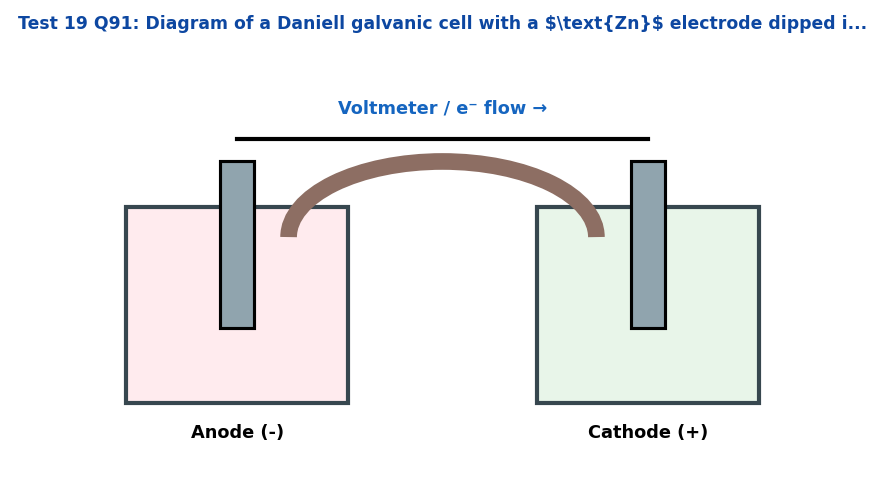 Test 19 Q91: Diagram of a Daniell galvanic cell with a $\text{Zn}$ electrode dipped i...
Voltmeter / e⁻ flow →
Anode (-)
Cathode (+)